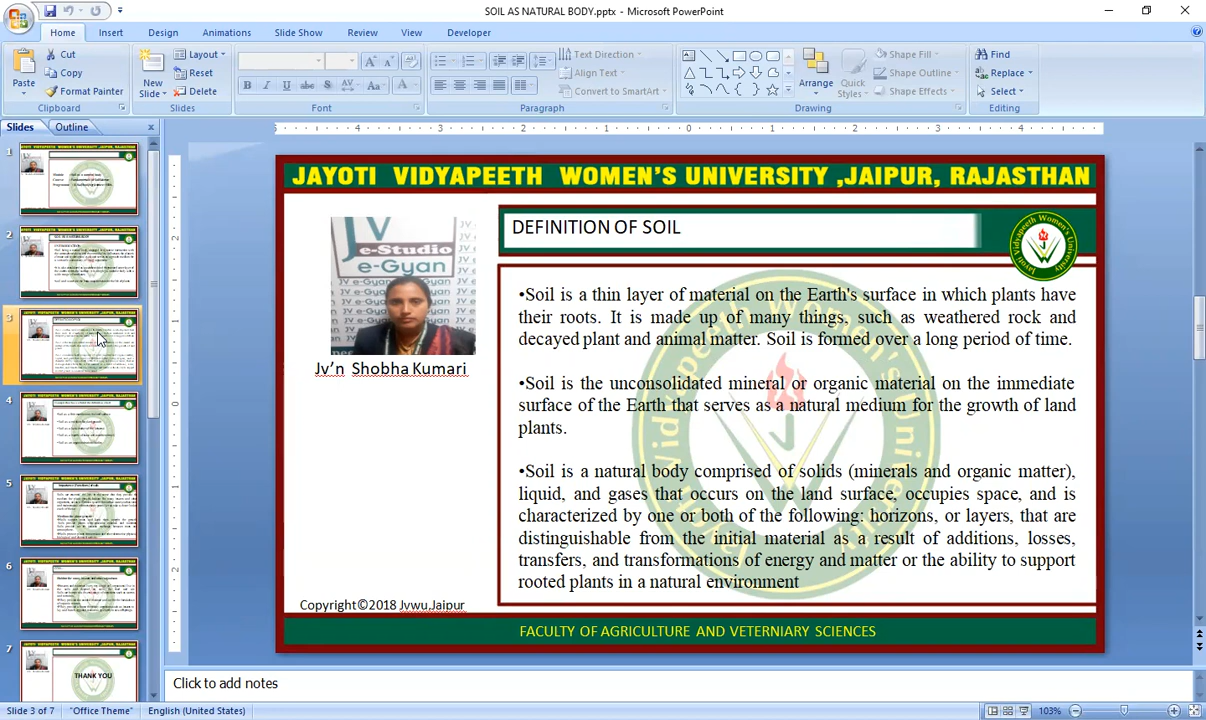 SOIL AS NATURAL BODY.pptx - Microsoft PowerPoint
Home Insert Design Animations Slide Show Review View Developer
Cut
Copy
Format Painter
Paste
Clipboard
New
Slide
Layout
Reset
Delete
Slides
Font
Text Direction
Align Text
Convert to SmartArt
Paragraph
Arrange
Quick
Styles
Shape Fill
Shape Outline
Shape Effects
Drawing
Find
Replace
Select
Editing
Slides Outline
1
2
3
4
5
6
7
THANK YOU
JAYOTI VIDYAPEETH WOMEN'S UNIVERSITY ,JAIPUR, RAJASTHAN
DEFINITION OF SOIL
JV
e-Studio
e-Gyan
Jv’n Shobha Kumari
•Soil is a thin layer of material on the Earth's surface in which plants have
their roots. It is made up of many things, such as weathered rock and
decayed plant and animal matter. Soil is formed over a long period of time.
•Soil is the unconsolidated mineral or organic material on the immediate
surface of the Earth that serves as a natural medium for the growth of land
plants.
•Soil is a natural body comprised of solids (minerals and organic matter),
liquid, and gases that occurs on the land surface, occupies space, and is
characterized by one or both of the following: horizons, or layers, that are
distinguishable from the initial material as a result of additions, losses,
transfers, and transformations of energy and matter or the ability to support
rooted plants in a natural environment
Copyright©2018 Jvwu,Jaipur
FACULTY OF AGRICULTURE AND VETERNIARY SCIENCES
Click to add notes
Slide 3 of 7 "Office Theme" English (United States) 103%